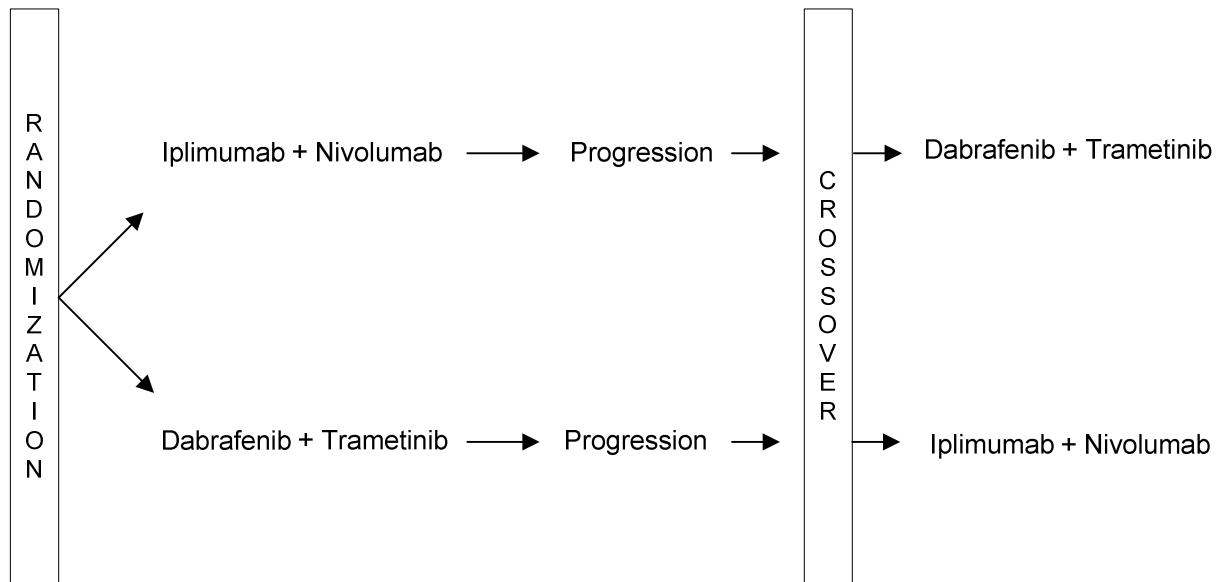 RANDOMIZATION
Iplimumab + Nivolumab
Progression
Dabrafenib + Trametinib
CROSSOVER
Dabrafenib + Trametinib
Progression
Iplimumab + Nivolumab